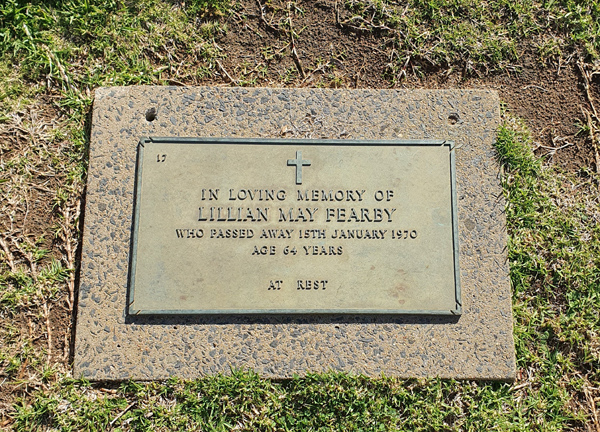 17
IN LOVING MEMORY OF
LILLIAN MAY FEARBY
WHO PASSED AWAY 15TH JANUARY 1970
AGE 64 YEARS
AT REST